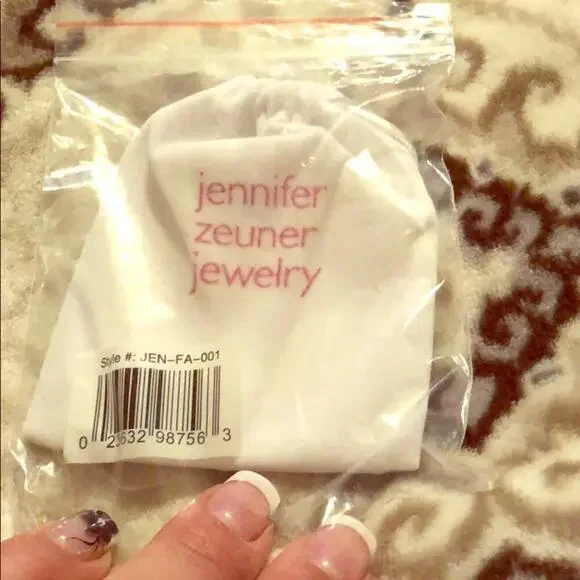 jennifer
zeuner
jewelry
Style #: JEN-FA-001
0 23632 98756 3